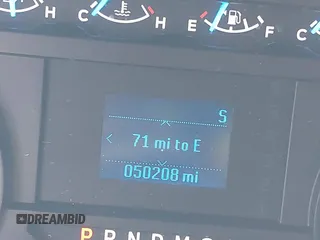 H C H E F C
S
71 mi to E
050208 mi
DREAMBID
P R N D M